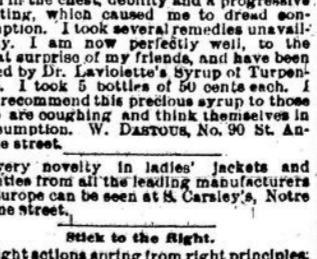 in the chest, debility and a progressive
ting, which caused me to dread con-
ption. I took several remedies unavail-
y. I am now perfectly well, to the
at surprise of my friends, and have been
ed by Dr. Laviolette's Syrup of Turpen-
I took 5 bottles of 50 cents each. I
recommend this precious syrup to those
are coughing and think themselves in
sumption. W. DASTOUS, No. 90 St. An-
e street.
very novelty in ladies' jackets and
ities from all the leading manufacturers
urope can be seen at S. Carsley's, Notre
me street.
Stick to the Right.
ght actions spring from right principles: